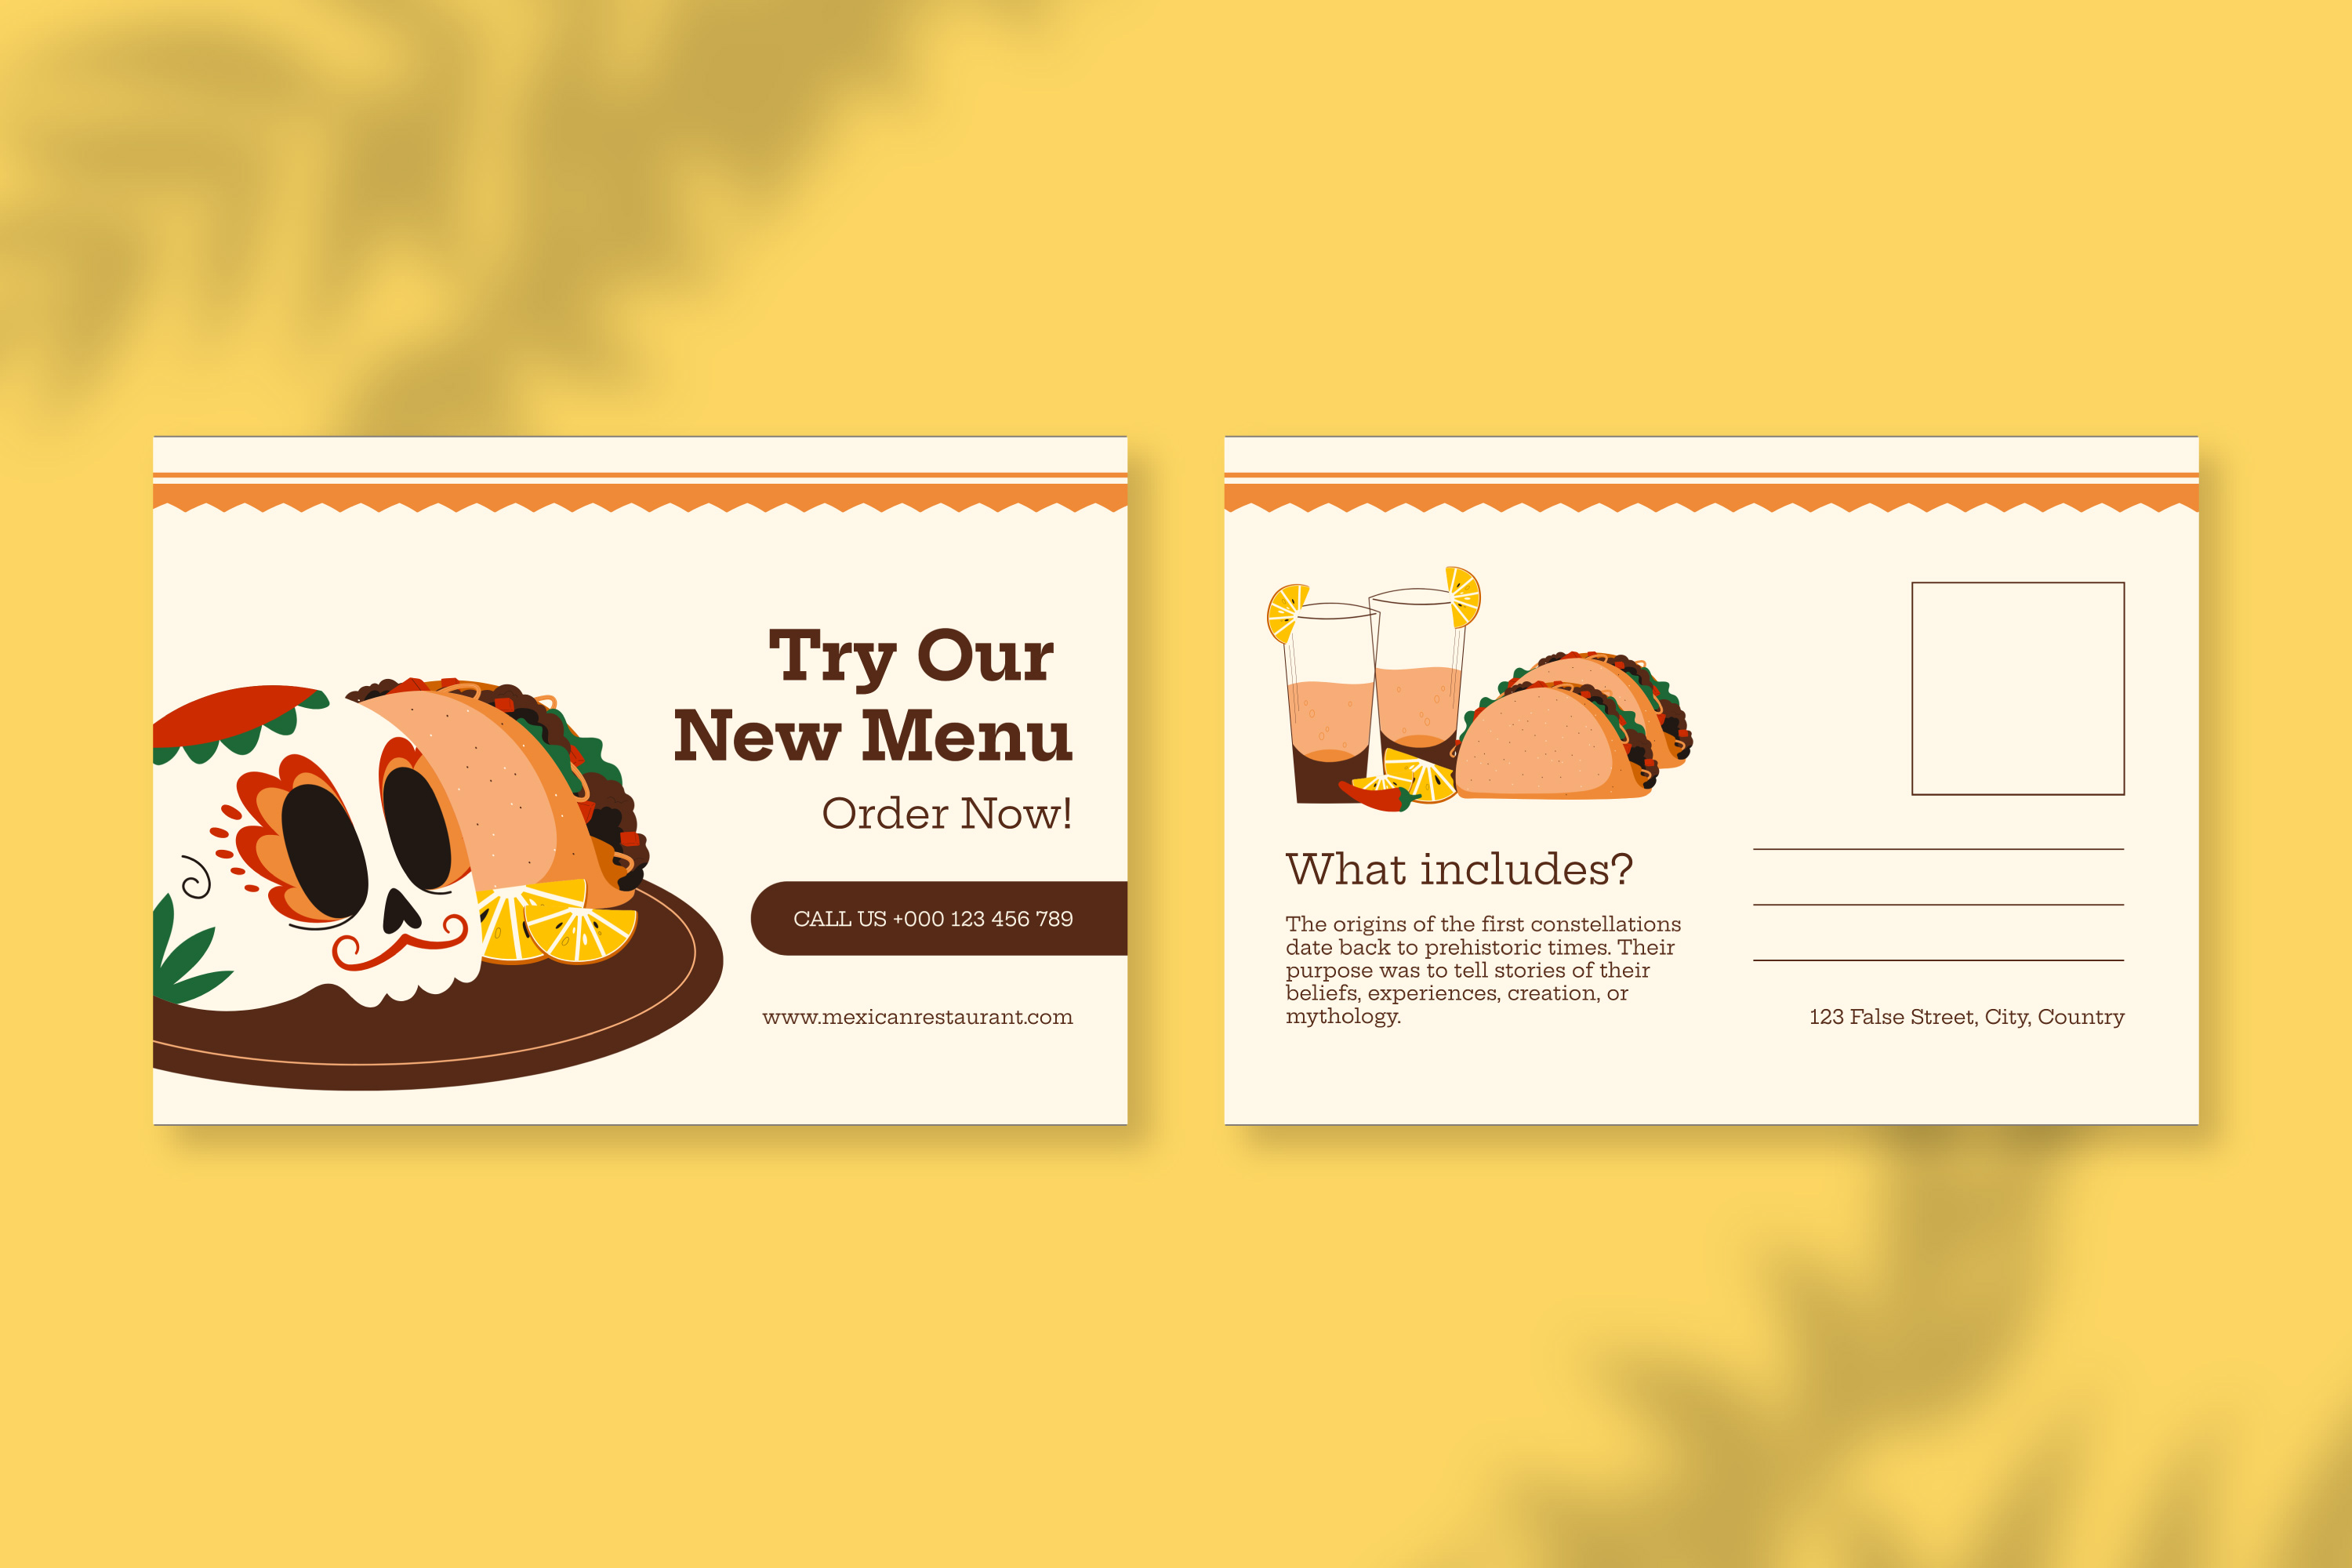 Try Our
New Menu
Order Now!
CALL US +000 123 456 789
www.mexicanrestaurant.com
What includes?
The origins of the first constellations
date back to prehistoric times. Their
purpose was to tell stories of their
beliefs, experiences, creation, or
mythology.
123 False Street, City, Country